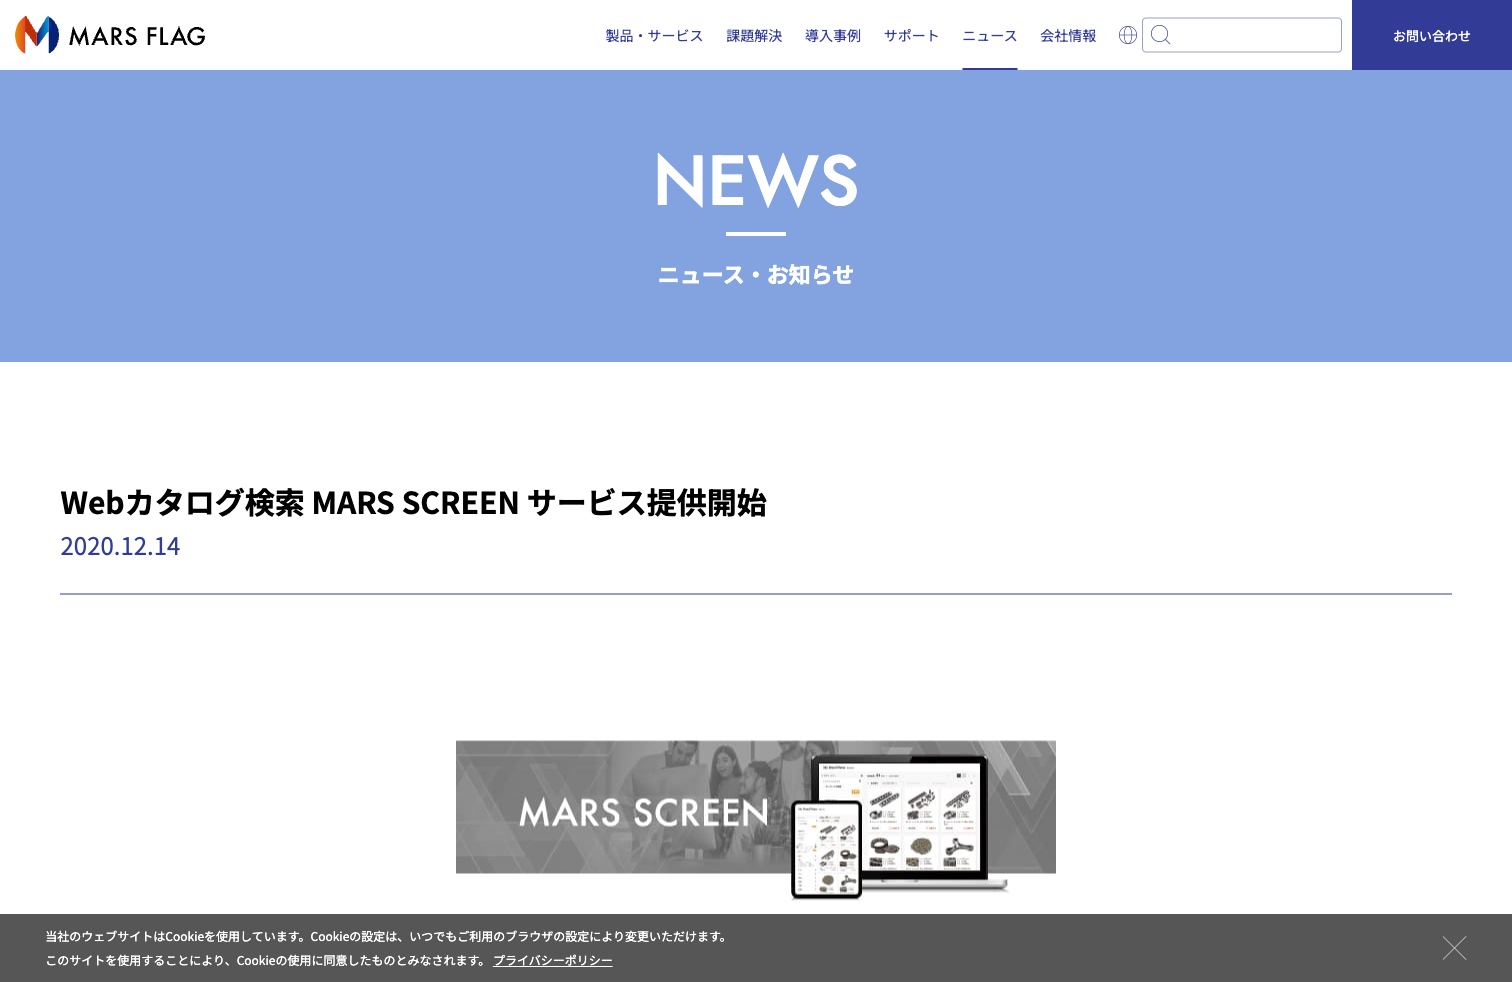 MARS FLAG
製品・サービス 課題解決 導入事例 サポート ニュース 会社情報 お問い合わせ
NEWS
ニュース・お知らせ
Webカタログ検索 MARS SCREEN サービス提供開始
2020.12.14
MARS SCREEN
当社のウェブサイトはCookieを使用しています。Cookieの設定は、いつでもご利用のブラウザの設定により変更いただけます。
このサイトを使用することにより、Cookieの使用に同意したものとみなされます。 プライバシーポリシー